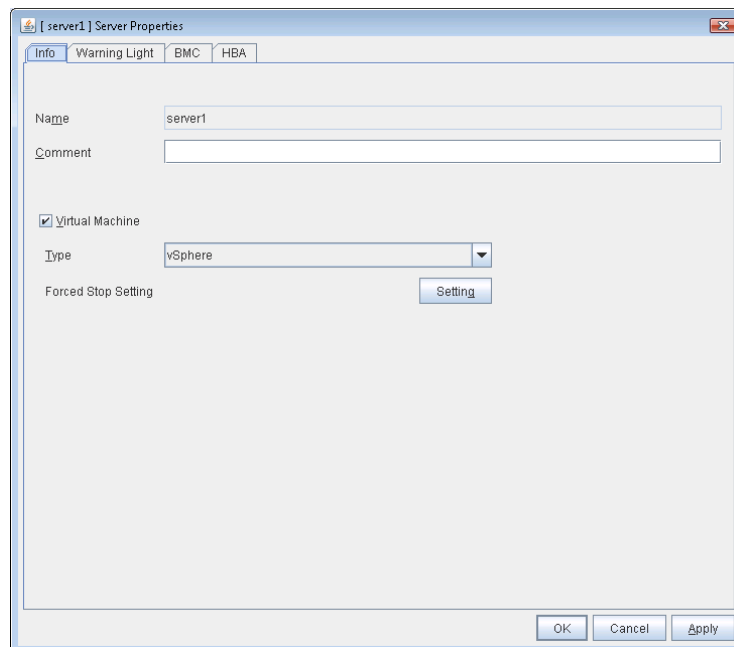 [ server1 ] Server Properties
Info Warning Light BMC HBA
Name server1
Comment
Virtual Machine
Type vSphere
Forced Stop Setting Setting
OK Cancel Apply